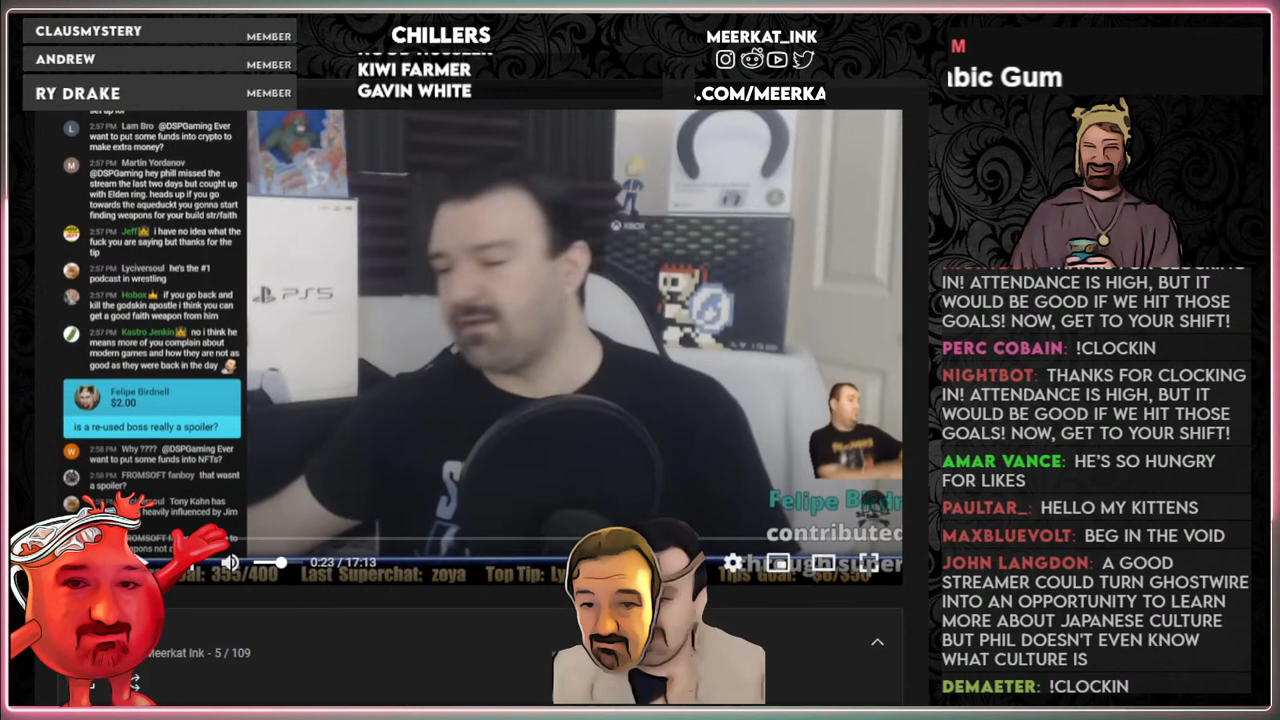 CLAUSMYSTERY
MEMBER
ANDREW
MEMBER
RY DRAKE
MEMBER
CHILLERS
KIWI FARMER
GAVIN WHITE
MEERKAT_INK
.COM/MEERKA
M
bic Gum
2:57 PM Lam Bro @DSPGaming Ever
want to put some funds into crypto to
make extra money?
2:57 PM Martin Yordanov
@DSPGaming hey phill missed the
stream the last two days but cought up
with Elden ring. heads up if you go
towards the aqueduckt you gonna start
finding weapons for your build str/faith
2:57 PM Jeff i have no idea what the
fuck you are saying but thanks for the
tip
2:57 PM Lyciversoul he's the #1
podcast in wrestling
2:57 PM Hobox if you go back and
kill the godskin apostle i think you can
get a good faith weapon from him
2:57 PM Kastro Jenkin no i think he
means more of you complain about
modern games and how they are not as
good as they were back in the day
Felipe Birdnell
$2.00
is a re-used boss really a spoiler?
2:58 PM Why ???? @DSPGaming Ever
want to put some funds into NFTs?
2:58 PM FROMSOFT fanboy that wasnt
a spoiler?
Tony Kahn has
heavily influenced by Jim
PS5
XBOX
Felipe Birdn
contributed
through super
0:23 / 17:13
al: 395/400 Last Superchat: zoya Top Tip: Ly
Tips Goal:
Meerkat Ink - 5 / 109
IN! ATTENDANCE IS HIGH, BUT IT
WOULD BE GOOD IF WE HIT THOSE
GOALS! NOW, GET TO YOUR SHIFT!
PERC COBAIN: !CLOCKIN
NIGHTBOT: THANKS FOR CLOCKING
IN! ATTENDANCE IS HIGH, BUT IT
WOULD BE GOOD IF WE HIT THOSE
GOALS! NOW, GET TO YOUR SHIFT!
AMAR VANCE: HE'S SO HUNGRY
FOR LIKES
PAULTAR_: HELLO MY KITTENS
MAXBLUEVOLT: BEG IN THE VOID
JOHN LANGDON: A GOOD
STREAMER COULD TURN GHOSTWIRE
INTO AN OPPORTUNITY TO LEARN
MORE ABOUT JAPANESE CULTURE
BUT PHIL DOESN'T EVEN KNOW
WHAT CULTURE IS
DEMAETER: !CLOCKIN